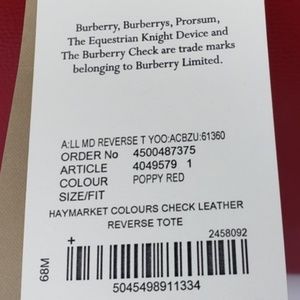 Burberry, Burberrys, Prorsum,
The Equestrian Knight Device and
The Burberry Check are trade marks
belonging to Burberry Limited.
A:LL MD REVERSE T YOO:ACBZU:61360
ORDER No 4500487375
ARTICLE 4049579 1
COLOUR POPPY RED
SIZE/FIT
HAYMARKET COLOURS CHECK LEATHER
REVERSE TOTE
+ 2458092
68M
5045498911334